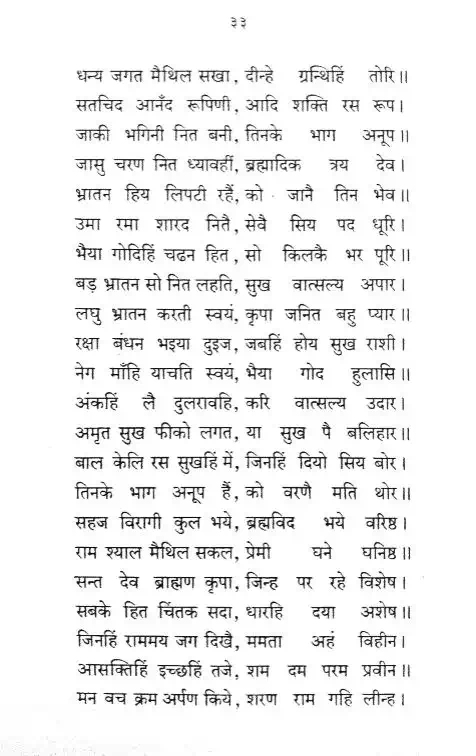 ३३
धन्य जगत मैथिल सखा, दीन्हे ग्रन्थिहिं तोरि॥
सतचिद आनँद रूपिणी, आदि शक्ति रस रूप।
जाकी भगिनी नित बनी, तिनके भाग अनूप॥
जासु चरण नित ध्यावहीं, ब्रह्मादिक त्रय देव।
भ्रातन हिय लिपटी रहैं, को जानै तिन भेव॥
उमा रमा शारद नितै, सेवै सिय पद धूरि।
भैया गोदिहिं चढन हित, सो किलकै भर पूरि॥
बड़ भ्रातन सो नित लहति, सुख वात्सल्य अपार।
लघु भ्रातन करती स्वयं, कृपा जनित बहु प्यार॥
रक्षा बंधन भइया दुइज, जबहिं होय सुख राशी।
नेग माँहि याचति स्वयं, भैया गोद हुलासि॥
अंकहिं लै दुलरावहि, करि वात्सल्य उदार।
अमृत सुख फीको लगत, या सुख पै बलिहार॥
बाल केलि रस सुखहिं में, जिनहिं दियो सिय बोर।
तिनके भाग अनूप हैं, को वरणै मति थोर॥
सहज विरागी कुल भये, ब्रह्मविद भये वरिष्ठ।
राम श्याल मैथिल सकल, प्रेमी घने घनिष्ठ॥
सन्त देव ब्राह्मण कृपा, जिन्ह पर रहे विशेष।
सबके हित चिंतक सदा, धारहि दया अशेष॥
जिनहिं राममय जग दिखै, ममता अहं विहीन।
आसक्तिहिं इच्छहिं तजे, शम दम परम प्रवीन॥
मन वच क्रम अर्पण किये, शरण राम गहि लीन्ह।